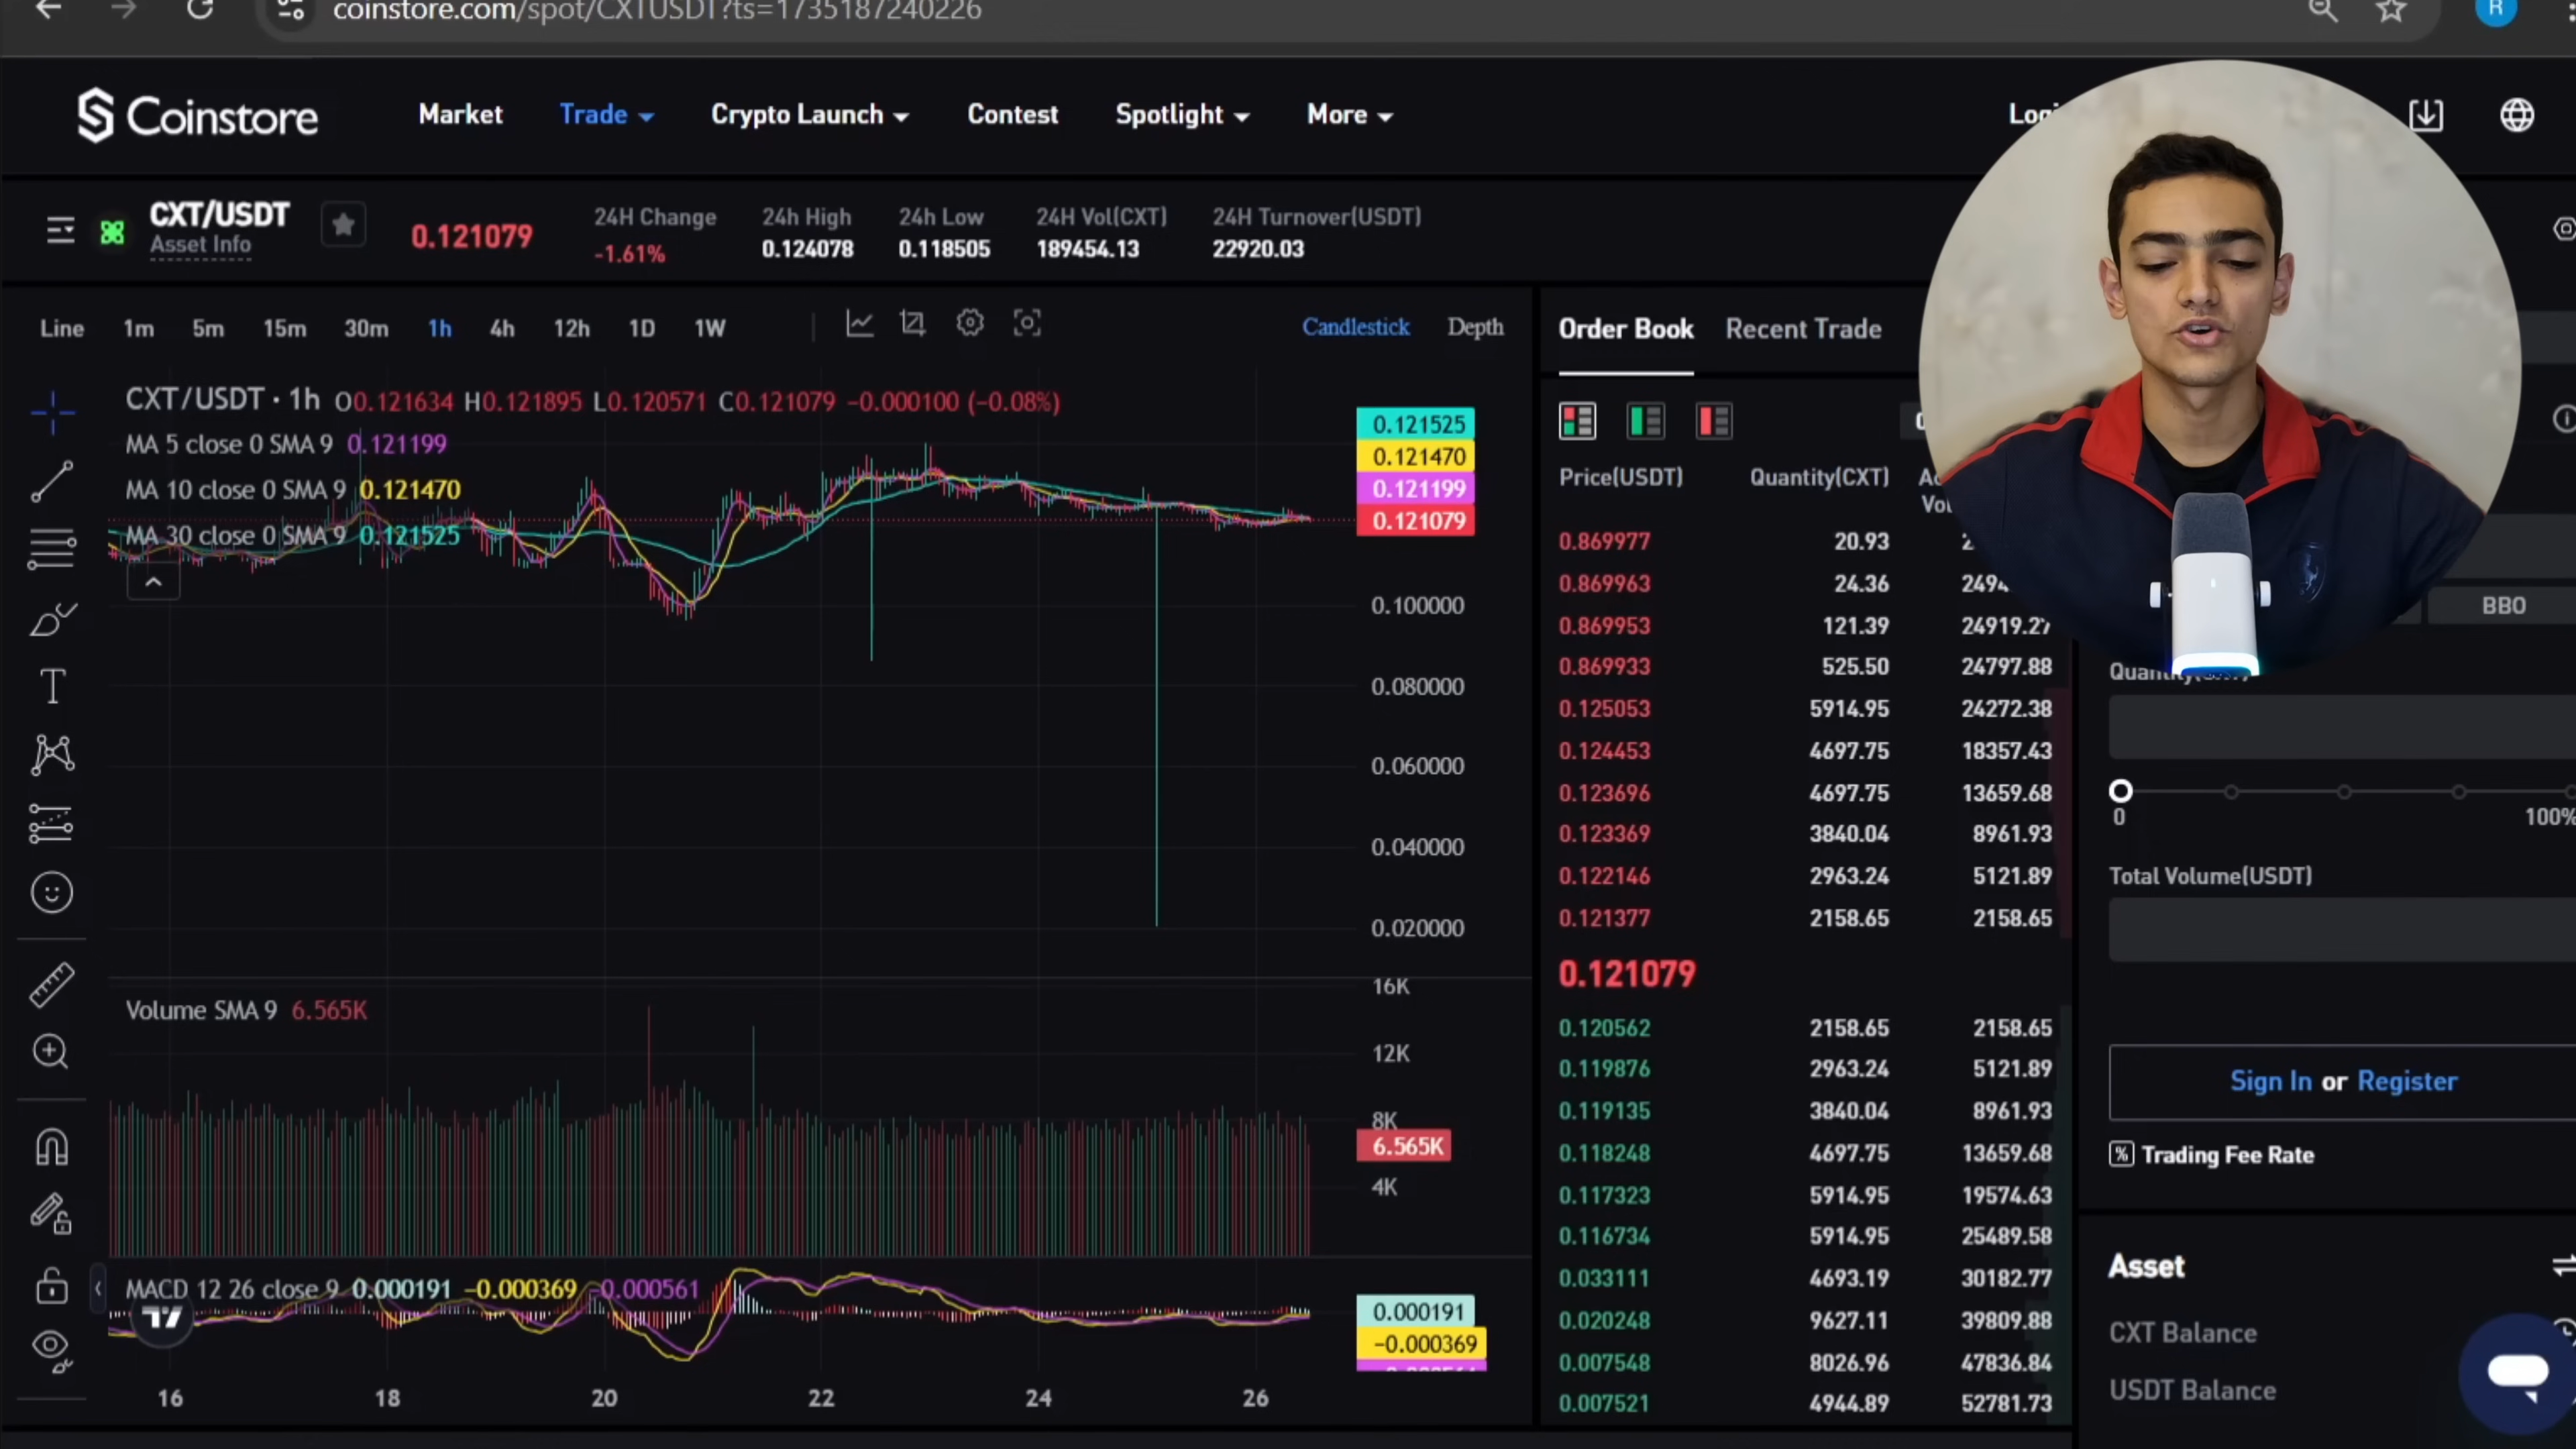 coinstore.com/spot/CXTUSDT?ts=1735187240226
R
Coinstore
Market
Trade
Crypto Launch
Contest
Spotlight
More
CXT/USDT
Asset Info
0.121079
24H Change
-1.61%
24h High
0.124078
24h Low
0.118505
24H Vol(CXT)
189454.13
24H Turnover(USDT)
22920.03
Line 1m 5m 15m 30m 1h 4h 12h 1D 1W
Candlestick Depth
CXT/USDT · 1h O0.121634 H0.121895 L0.120571 C0.121079 −0.000100 (−0.08%)
MA 5 close 0 SMA 9 0.121199
MA 10 close 0 SMA 9 0.121470
MA 30 close 0 SMA 9 0.121525
0.121525
0.121470
0.121199
0.121079
0.100000
0.080000
0.060000
0.040000
0.020000
Volume SMA 9 6.565K
16K
12K
8K
6.565K
4K
MACD 12 26 close 9 0.000191 −0.000369 −0.000561
0.000191
−0.000369
16 18 20 22 24 26
Order Book Recent Trade
Price(USDT) Quantity(CXT)
0.869977 20.93
0.869963 24.36
0.869953 121.39 24919.27
0.869933 525.50 24797.88
0.125053 5914.95 24272.38
0.124453 4697.75 18357.43
0.123696 4697.75 13659.68
0.123369 3840.04 8961.93
0.122146 2963.24 5121.89
0.121377 2158.65 2158.65
0.121079
0.120562 2158.65 2158.65
0.119876 2963.24 5121.89
0.119135 3840.04 8961.93
0.118248 4697.75 13659.68
0.117323 5914.95 19574.63
0.116734 5914.95 25489.58
0.033111 4693.19 30182.77
0.020248 9627.11 39809.88
0.007548 8026.96 47836.84
0.007521 4944.89 52781.73
BBO
0
100%
Total Volume(USDT)
Sign In or Register
Trading Fee Rate
Asset
CXT Balance
USDT Balance